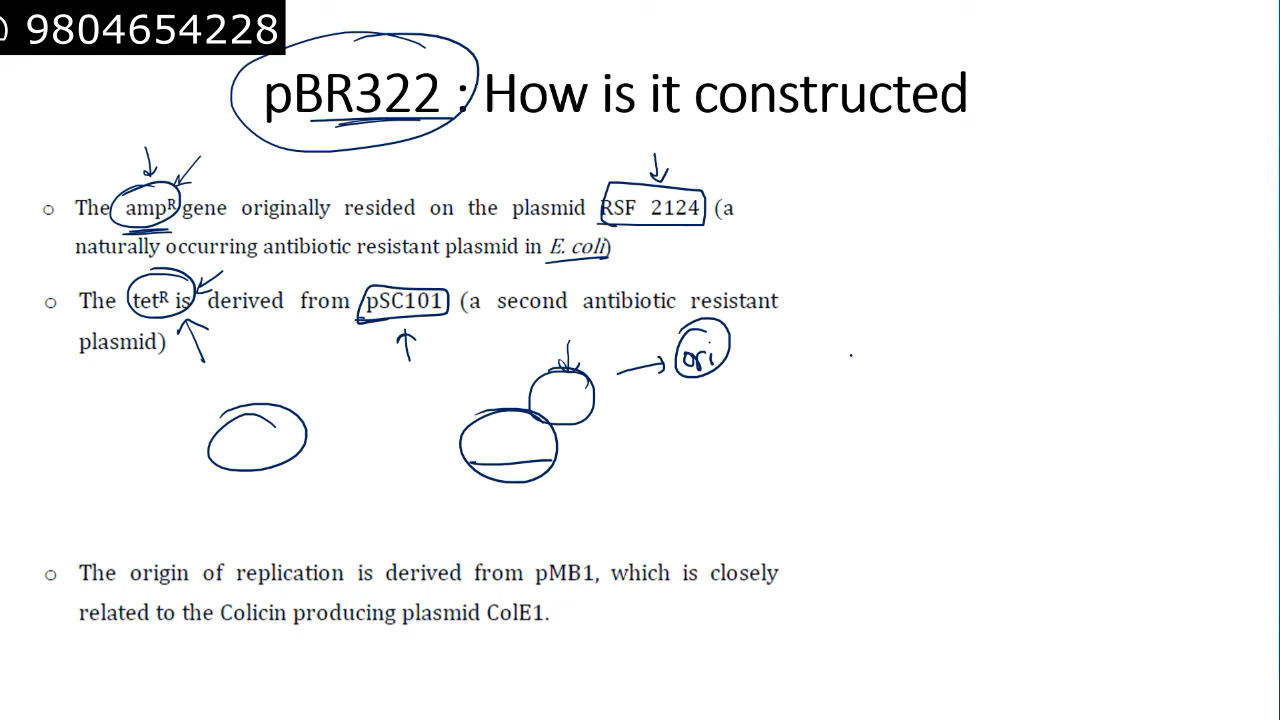 9804654228
pBR322 : How is it constructed
o The ampR gene originally resided on the plasmid RSF 2124 (a
naturally occurring antibiotic resistant plasmid in E. coli)
o The tetR is derived from pSC101 (a second antibiotic resistant
plasmid)
ori
o The origin of replication is derived from pMB1, which is closely
related to the Colicin producing plasmid ColE1.